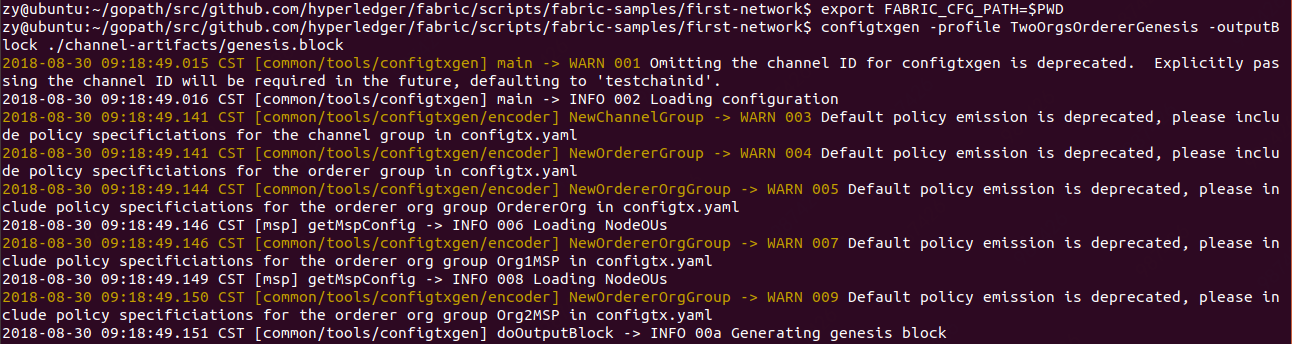 zy@ubuntu:~/gopath/src/github.com/hyperledger/fabric/scripts/fabric-samples/first-network$ export FABRIC_CFG_PATH=$PWD
zy@ubuntu:~/gopath/src/github.com/hyperledger/fabric/scripts/fabric-samples/first-network$ configtxgen -profile TwoOrgsOrdererGenesis -outputB
lock ./channel-artifacts/genesis.block
2018-08-30 09:18:49.015 CST [common/tools/configtxgen] main -> WARN 001 Omitting the channel ID for configtxgen is deprecated.  Explicitly pas
sing the channel ID will be required in the future, defaulting to 'testchainid'.
2018-08-30 09:18:49.016 CST [common/tools/configtxgen] main -> INFO 002 Loading configuration
2018-08-30 09:18:49.141 CST [common/tools/configtxgen/encoder] NewChannelGroup -> WARN 003 Default policy emission is deprecated, please inclu
de policy specificiations for the channel group in configtx.yaml
2018-08-30 09:18:49.141 CST [common/tools/configtxgen/encoder] NewOrdererGroup -> WARN 004 Default policy emission is deprecated, please inclu
de policy specificiations for the orderer group in configtx.yaml
2018-08-30 09:18:49.144 CST [common/tools/configtxgen/encoder] NewOrdererOrgGroup -> WARN 005 Default policy emission is deprecated, please in
clude policy specificiations for the orderer org group OrdererOrg in configtx.yaml
2018-08-30 09:18:49.146 CST [msp] getMspConfig -> INFO 006 Loading NodeOUs
2018-08-30 09:18:49.146 CST [common/tools/configtxgen/encoder] NewOrdererOrgGroup -> WARN 007 Default policy emission is deprecated, please in
clude policy specificiations for the orderer org group Org1MSP in configtx.yaml
2018-08-30 09:18:49.149 CST [msp] getMspConfig -> INFO 008 Loading NodeOUs
2018-08-30 09:18:49.150 CST [common/tools/configtxgen/encoder] NewOrdererOrgGroup -> WARN 009 Default policy emission is deprecated, please in
clude policy specificiations for the orderer org group Org2MSP in configtx.yaml
2018-08-30 09:18:49.151 CST [common/tools/configtxgen] doOutputBlock -> INFO 00a Generating genesis block